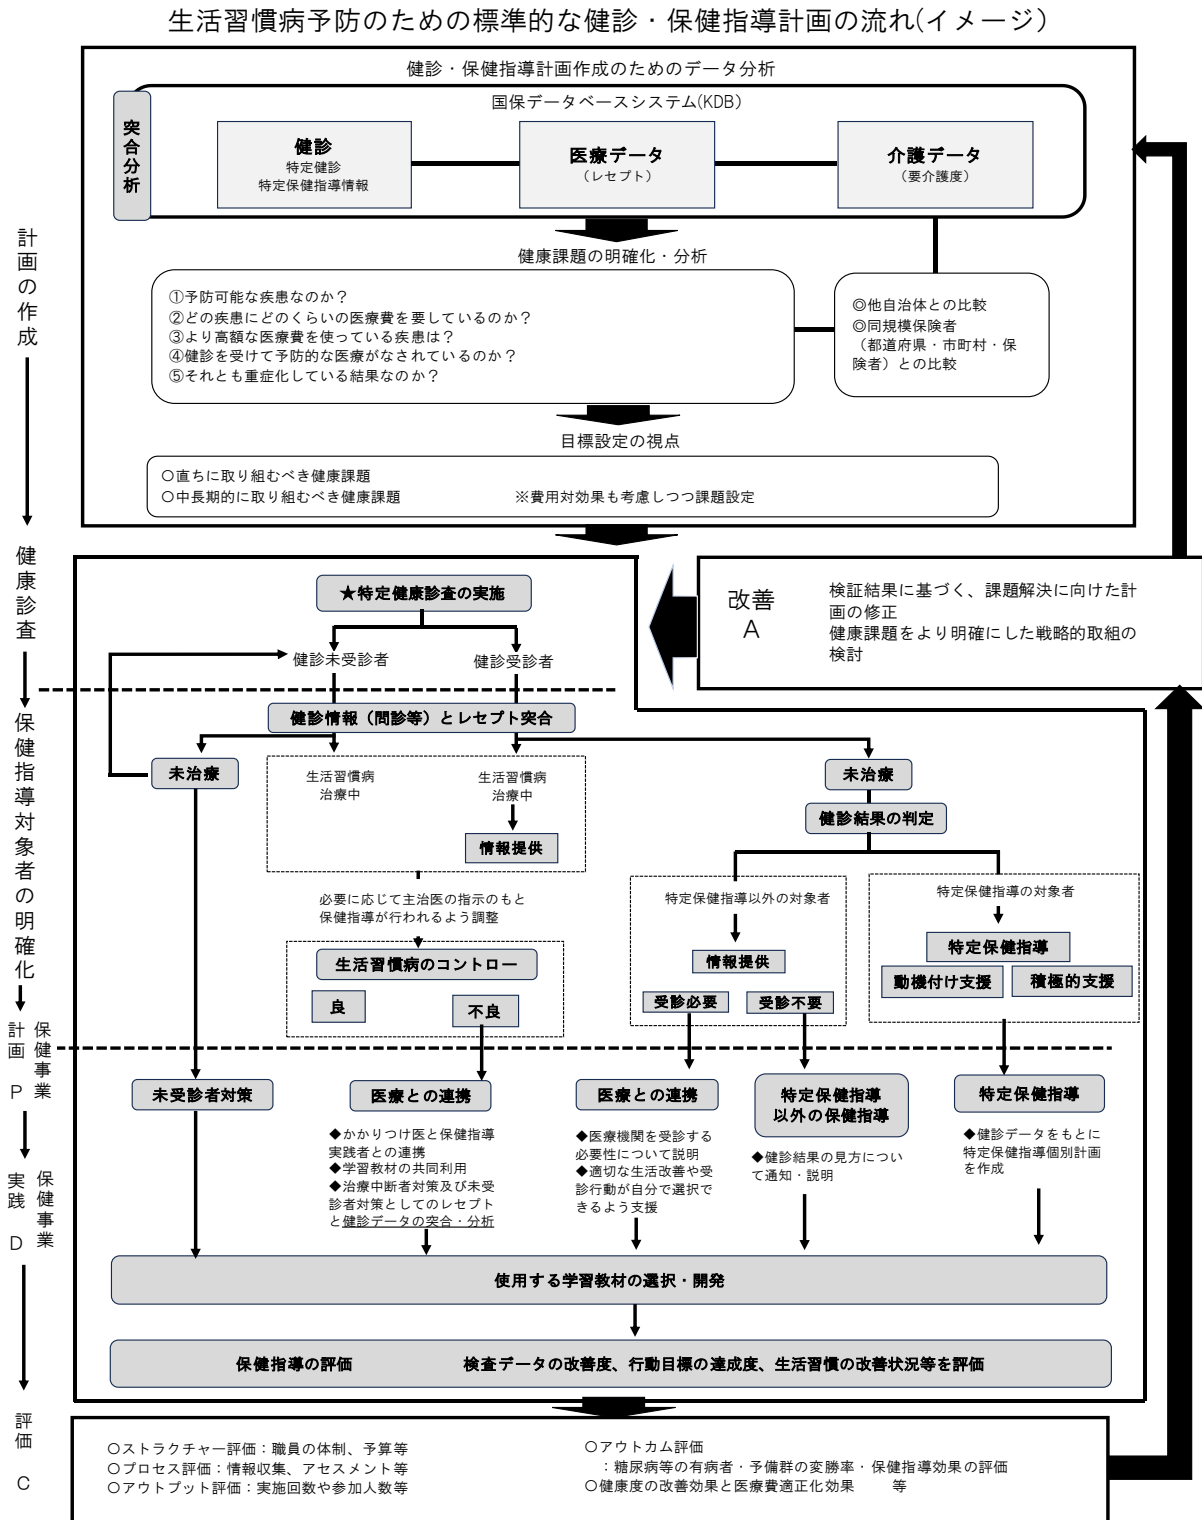 生活習慣病予防のための標準的な健診・保健指導計画の流れ(イメージ）
健診・保健指導計画作成のためのデータ分析
国保データベースシステム(KDB)
突合分析
健診
特定健診
特定保健指導情報
医療データ
（レセプト）
介護データ
（要介護度）
計画の作成
健康課題の明確化・分析
①予防可能な疾患なのか？
②どの疾患にどのくらいの医療費を要しているのか？
③より高額な医療費を使っている疾患は？
④健診を受けて予防的な医療がなされているのか？
⑤それとも重症化している結果なのか？
◎他自治体との比較
◎同規模保険者
（都道府県・市町村・保
険者）との比較
目標設定の視点
○直ちに取り組むべき健康課題
○中長期的に取り組むべき健康課題
※費用対効果も考慮しつつ課題設定
健康診査
★特定健康診査の実施
健診未受診者
健診受診者
改善
A
検証結果に基づく、課題解決に向けた計
画の修正
健康課題をより明確にした戦略的取組の
検討
保健指導対象者の明確化
健診情報（問診等）とレセプト突合
未治療
生活習慣病
治療中
生活習慣病
治療中
情報提供
未治療
健診結果の判定
必要に応じて主治医の指示のもと
保健指導が行われるよう調整
生活習慣病のコントロー
良
不良
特定保健指導以外の対象者
情報提供
受診必要
受診不要
特定保健指導の対象者
特定保健指導
動機付け支援
積極的支援
保健事業
計画 P
未受診者対策
医療との連携
◆かかりつけ医と保健指導
実践者との連携
◆学習教材の共同利用
◆治療中断者対策及び未受
診者対策としてのレセプト
と健診データの突合・分析
医療との連携
◆医療機関を受診する
必要性について説明
◆適切な生活改善や受
診行動が自分で選択で
きるよう支援
特定保健指導
以外の保健指導
◆健診結果の見方につい
て通知・説明
特定保健指導
◆健診データをもとに
特定保健指導個別計画
を作成
保健事業
実践 D
使用する学習教材の選択・開発
保健指導の評価
検査データの改善度、行動目標の達成度、生活習慣の改善状況等を評価
評価 C
○ストラクチャー評価：職員の体制、予算等
○プロセス評価：情報収集、アセスメント等
○アウトプット評価：実施回数や参加人数等
○アウトカム評価
：糖尿病等の有病者・予備群の変勝率・保健指導効果の評価
○健康度の改善効果と医療費適正化効果　　等